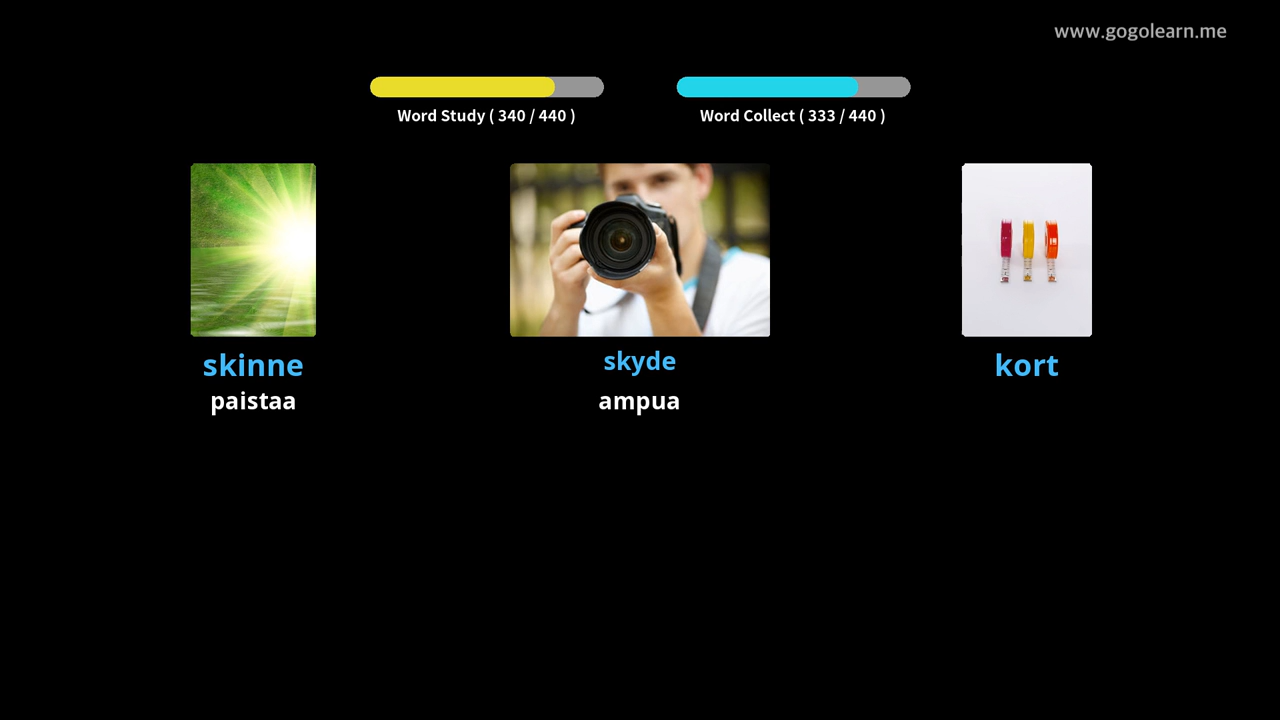 www.gogolearn.me
Word Study ( 340 / 440 )
Word Collect ( 333 / 440 )
skinne
paistaa
skyde
ampua
kort